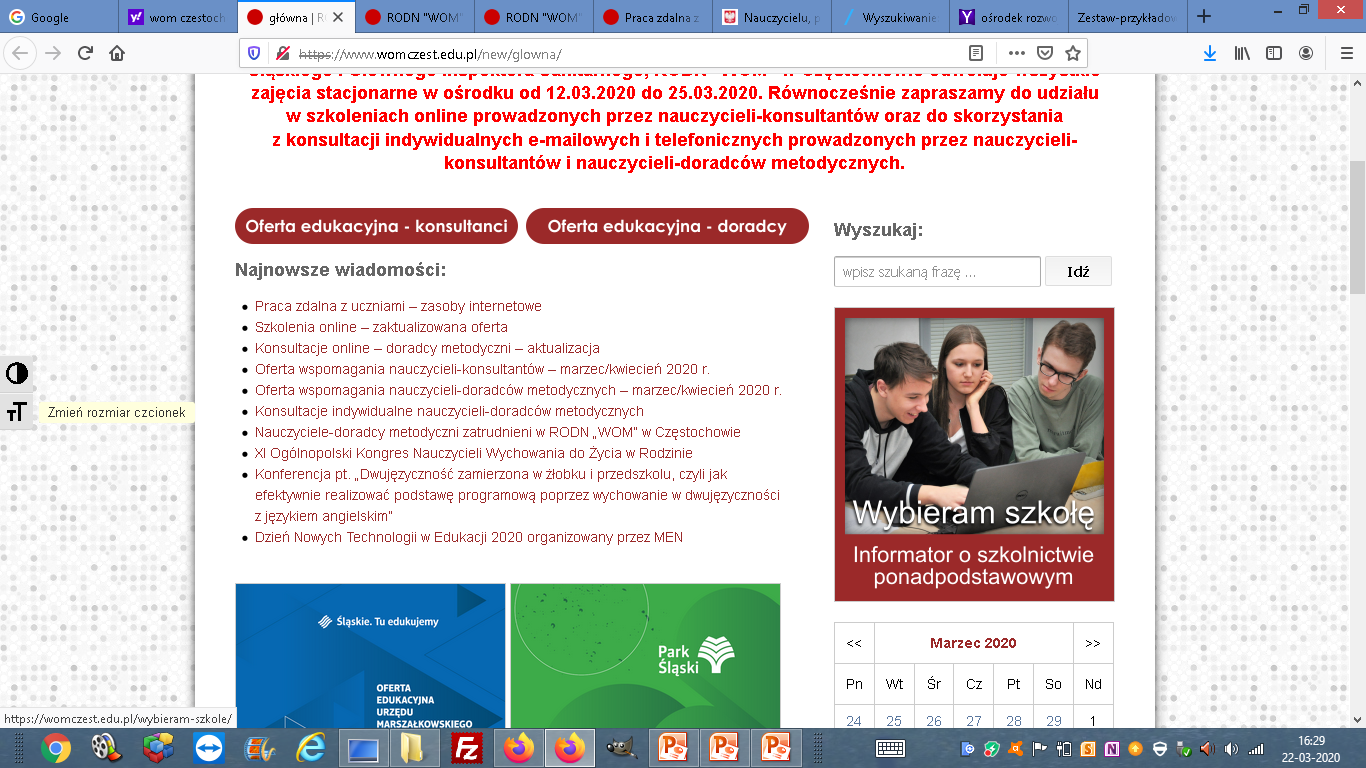 Google
wom czestoch
główna | R
RODN "WOM"
RODN "WOM"
Praca zdalna z
Nauczycielu, p
Wyszukiwanie
ośrodek rozwo
Zestaw-przykładow
https://www.womczest.edu.pl/new/glowna/
zajęcia stacjonarne w ośrodku od 12.03.2020 do 25.03.2020. Równocześnie zapraszamy do udziału
w szkoleniach online prowadzonych przez nauczycieli-konsultantów oraz do skorzystania
z konsultacji indywidualnych e-mailowych i telefonicznych prowadzonych przez nauczycieli-
konsultantów i nauczycieli-doradców metodycznych.
Oferta edukacyjna - konsultanci
Oferta edukacyjna - doradcy
Najnowsze wiadomości:
Praca zdalna z uczniami – zasoby internetowe
Szkolenia online – zaktualizowana oferta
Konsultacje online – doradcy metodyczni – aktualizacja
Oferta wspomagania nauczycieli-konsultantów – marzec/kwiecień 2020 r.
Oferta wspomagania nauczycieli-doradców metodycznych – marzec/kwiecień 2020 r.
Konsultacje indywidualne nauczycieli-doradców metodycznych
Nauczyciele-doradcy metodyczni zatrudnieni w RODN „WOM” w Częstochowie
XI Ogólnopolski Kongres Nauczycieli Wychowania do Życia w Rodzinie
Konferencja pt. „Dwujęzyczność zamierzona w żłobku i przedszkolu, czyli jak
efektywnie realizować podstawę programową poprzez wychowanie w dwujęzyczności
z językiem angielskim”
Dzień Nowych Technologii w Edukacji 2020 organizowany przez MEN
Zmień rozmiar czcionek
Śląskie. Tu edukujemy
OFERTA
EDUKACYJNA
URZĘDU
MARSZAŁKOWSKIEGO
Park
Śląski
Wyszukaj:
wpisz szukaną frazę ...
Idź
Wybieram szkołę
Informator o szkolnictwie
ponadpodstawowym
<< Marzec 2020 >>
Pn Wt Śr Cz Pt So Nd
24 25 26 27 28 29 1
https://womczest.edu.pl/wybieram-szkole/
16:29
22-03-2020